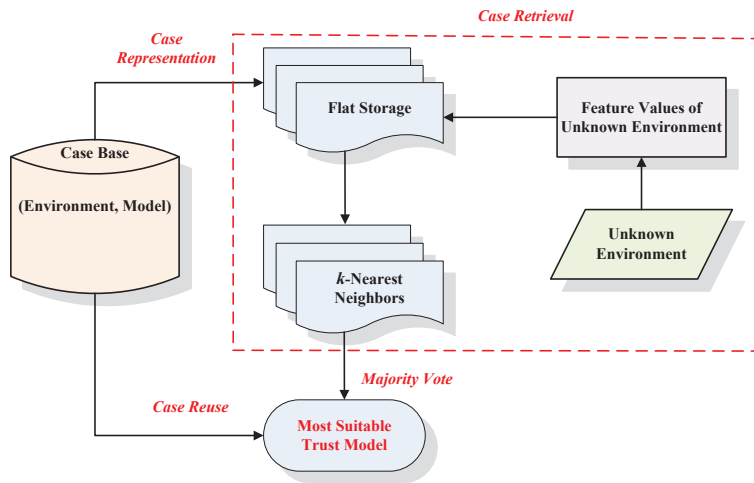 Case Retrieval
Case
Representation
Flat Storage
Feature Values of
Unknown Environment
Case Base
(Environment, Model)
Unknown
Environment
k-Nearest
Neighbors
Majority Vote
Case Reuse
Most Suitable
Trust Model